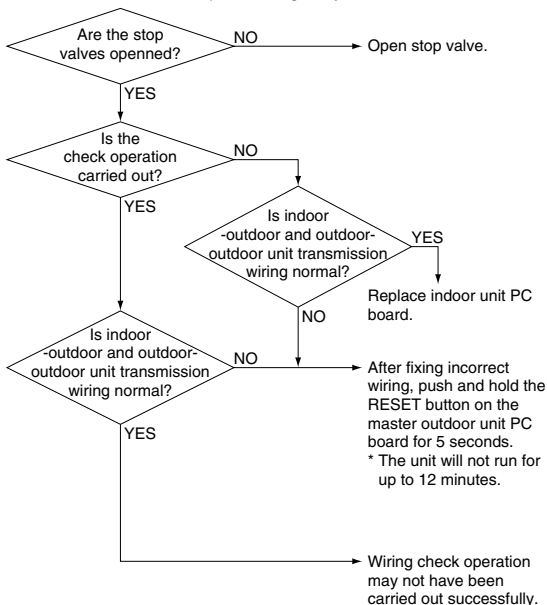 Are the stop
valves openned?
NO
Open stop valve.
YES
Is the
check operation
carried out?
NO
YES
Is indoor
-outdoor and outdoor-
outdoor unit transmission
wiring normal?
YES
Replace indoor unit PC
board.
NO
Is indoor
-outdoor and outdoor-
outdoor unit transmission
wiring normal?
NO
After fixing incorrect
wiring, push and hold the
RESET button on the
master outdoor unit PC
board for 5 seconds.
* The unit will not run for
up to 12 minutes.
YES
Wiring check operation
may not have been
carried out successfully.